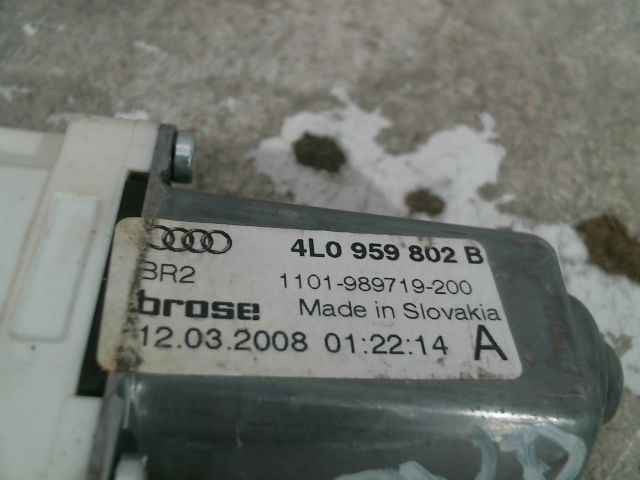 4L0 959 802 B
BR2 1101-989719-200
brose Made in Slovakia
12.03.2008 01:22:14 A